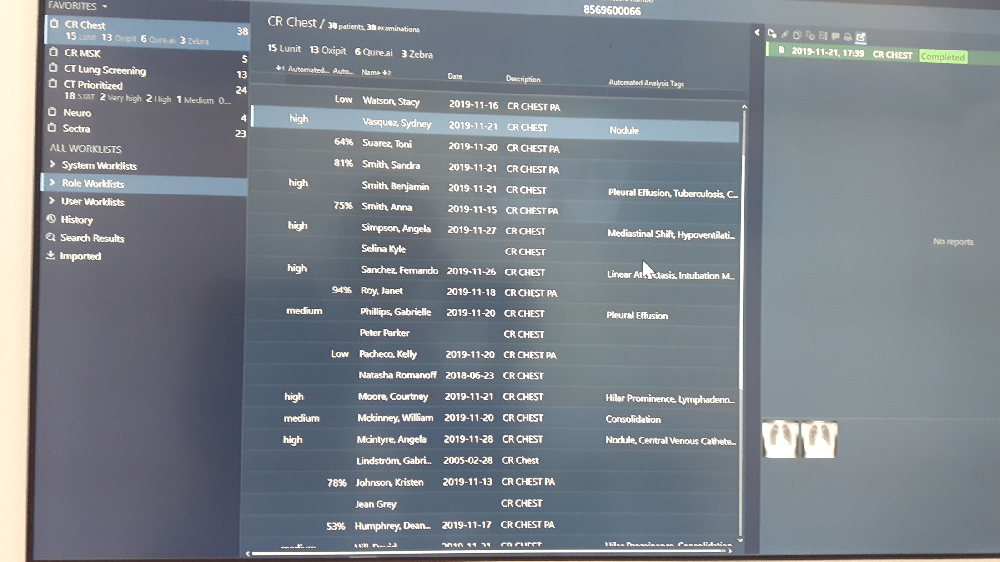 FAVORITES
CR Chest 38
15 Lunit 13 Oxipit 6 Qure.ai 3 Zebra
CR MSK 5
CT Lung Screening 13
CT Prioritized 24
18 STAT 2 Very high 2 High 1 Medium 0...
Neuro 4
Sectra 23
ALL WORKLISTS
System Worklists
Role Worklists
User Worklists
History
Search Results
Imported
number
8569600066
CR Chest / 38 patients, 38 examinations
15 Lunit 13 Oxipit 6 Qure.ai 3 Zebra
1 Automated... Auto... Name 2 Date Description Automated Analysis Tags
Low Watson, Stacy 2019-11-16 CR CHEST PA
high Vasquez, Sydney 2019-11-21 CR CHEST Nodule
64% Suarez, Toni 2019-11-20 CR CHEST PA
81% Smith, Sandra 2019-11-21 CR CHEST PA
high Smith, Benjamin 2019-11-21 CR CHEST Pleural Effusion, Tuberculosis, C...
75% Smith, Anna 2019-11-15 CR CHEST PA
high Simpson, Angela 2019-11-27 CR CHEST Mediastinal Shift, Hypoventilati...
Selina Kyle CR CHEST
high Sanchez, Fernando 2019-11-26 CR CHEST Linear Intubation M...
94% Roy, Janet 2019-11-18 CR CHEST PA
medium Phillips, Gabrielle 2019-11-20 CR CHEST Pleural Effusion
Peter Parker CR CHEST
Low Pacheco, Kelly 2019-11-20 CR CHEST PA
Natasha Romanoff 2018-06-23 CR CHEST
high Moore, Courtney 2019-11-21 CR CHEST Hilar Prominence, Lymphadeno...
medium Mckinney, William 2019-11-20 CR CHEST Consolidation
high Mcintyre, Angela 2019-11-28 CR CHEST Nodule, Central Venous Cathete...
Lindström, Gabri... 2005-02-28 CR Chest
78% Johnson, Kristen 2019-11-13 CR CHEST PA
Jean Grey CR CHEST
53% Humphrey, Dean... 2019-11-17 CR CHEST PA
2019-11-21, 17:39 CR CHEST Completed
No reports